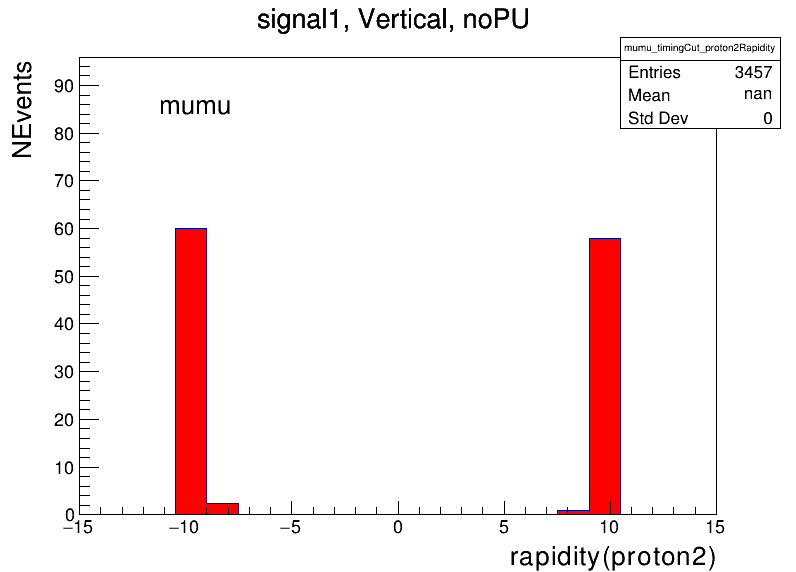 signal1, Vertical, noPU
mumu_timingCut_proton2Rapidity
Entries 3457
Mean nan
Std Dev 0
NEvents
mumu
90
80
70
60
50
40
30
20
10
0
−15 −10 −5 0 5 10 15
rapidity(proton2)